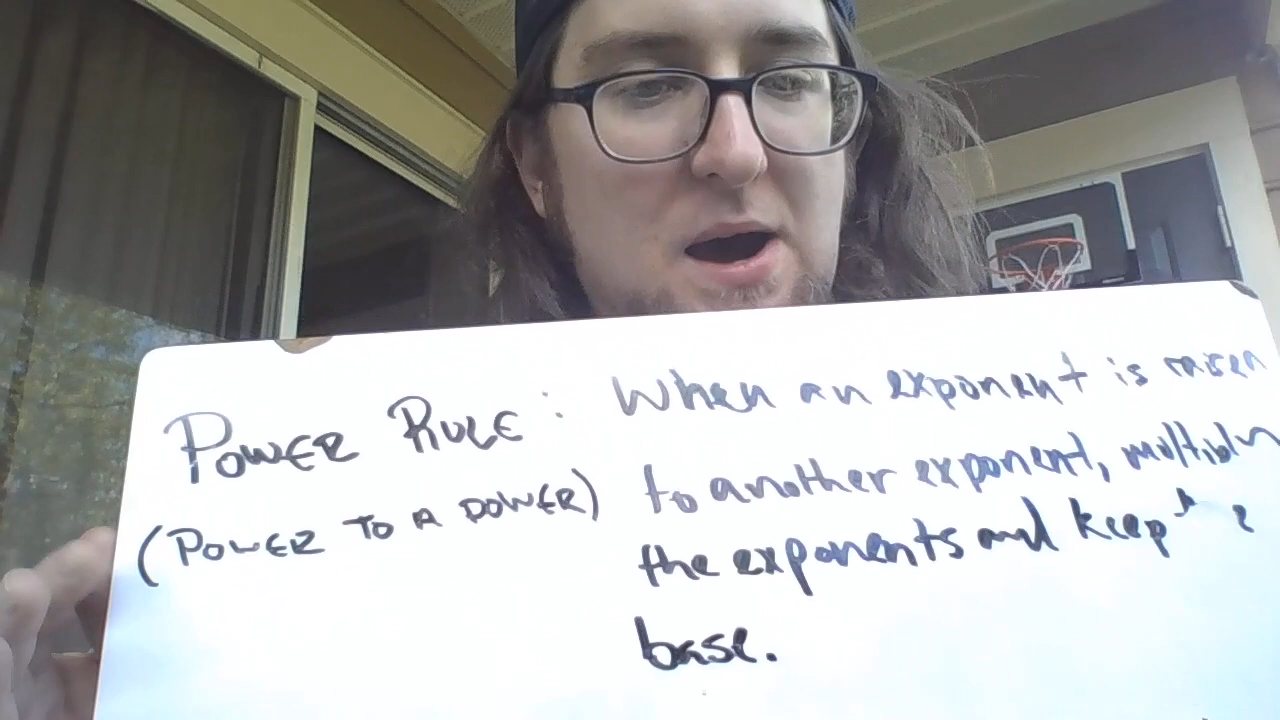 POWER RULE: When an exponent is raised
(POWER TO A POWER) to another exponent, multiply
the exponents and keep the
base.